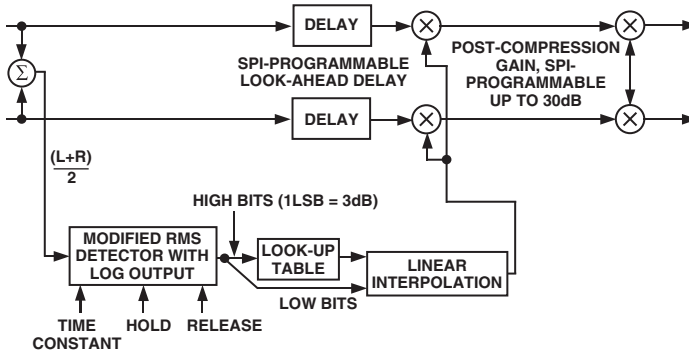 DELAY
SPI-PROGRAMMABLE
LOOK-AHEAD DELAY
POST-COMPRESSION
GAIN, SPI-
PROGRAMMABLE
UP TO 30dB
Σ
DELAY
(L+R)
2
HIGH BITS (1LSB = 3dB)
MODIFIED RMS
DETECTOR WITH
LOG OUTPUT
LOOK-UP
TABLE
LINEAR
INTERPOLATION
LOW BITS
TIME
CONSTANT
HOLD
RELEASE